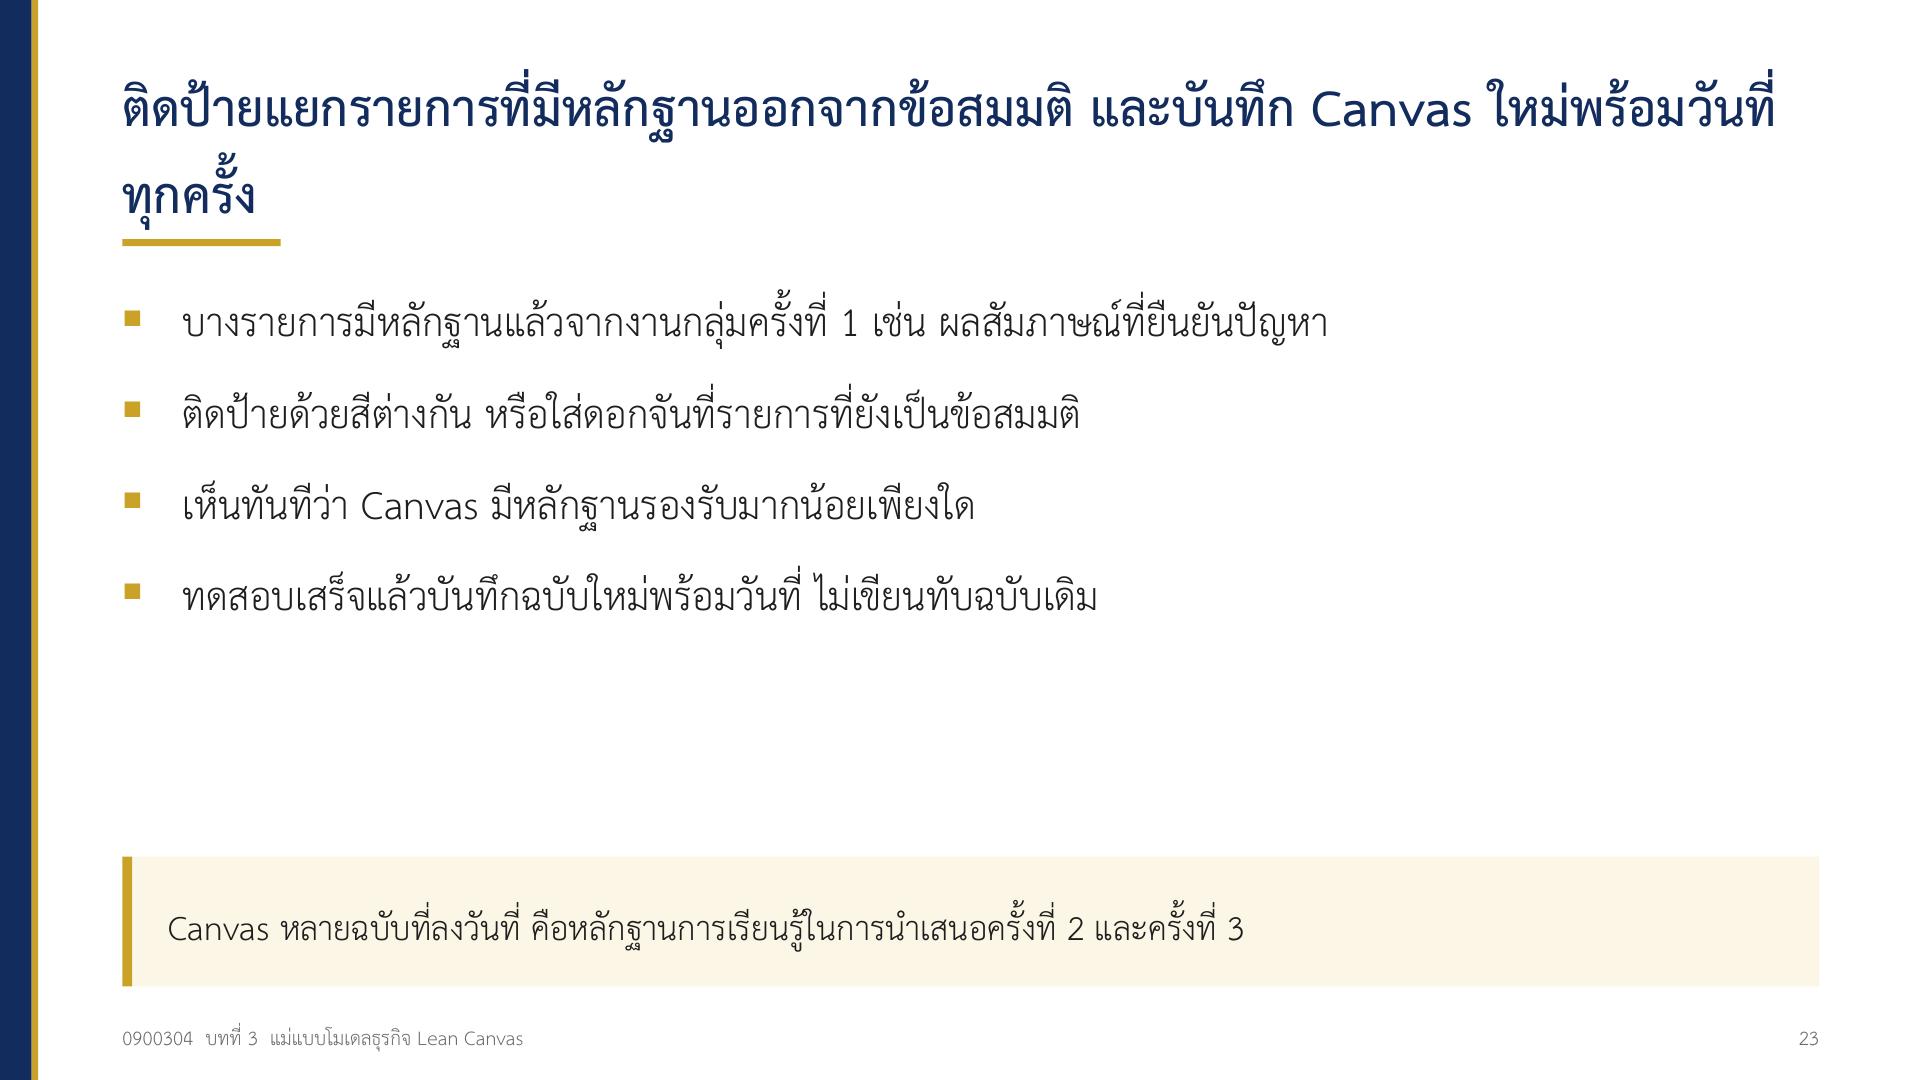 ติดป้ายแยกรายการที่มีหลักฐานออกจากข้อสมมติ และบันทึก Canvas ใหม่พร้อมวันที่
ทุกครั้ง
บางรายการมีหลักฐานแล้วจากงานกลุ่มครั้งที่ 1 เช่น ผลสัมภาษณ์ที่ยืนยันปัญหา
ติดป้ายด้วยสีต่างกัน หรือใส่ดอกจันที่รายการที่ยังเป็นข้อสมมติ
เห็นทันทีว่า Canvas มีหลักฐานรองรับมากน้อยเพียงใด
ทดสอบเสร็จแล้วบันทึกฉบับใหม่พร้อมวันที่ ไม่เขียนทับฉบับเดิม
Canvas หลายฉบับที่ลงวันที่ คือหลักฐานการเรียนรู้ในการนำเสนอครั้งที่ 2 และครั้งที่ 3
0900304 บทที่ 3 แม่แบบโมเดลธุรกิจ Lean Canvas
23